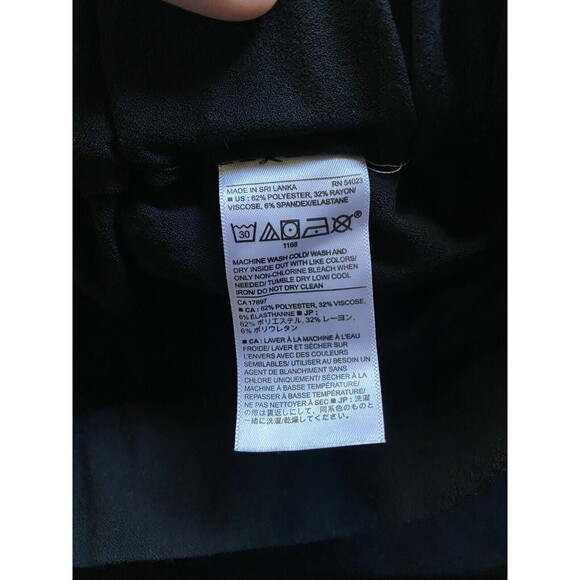 MADE IN SRI LANKA RN 54023
■ US : 62% POLYESTER, 32% RAYON/
VISCOSE, 6% SPANDEX/ELASTANE
30
1166
MACHINE WASH COLD/ WASH AND
DRY INSIDE OUT WITH LIKE COLORS/
ONLY NON-CHLORINE BLEACH WHEN
NEEDED/ TUMBLE DRY LOW/ COOL
IRON/ DO NOT DRY CLEAN
CA 17897
■ CA : 62% POLYESTER, 32% VISCOSE,
6% ÉLASTHANNE ■ JP :
62% ポリエステル, 32% レーヨン,
6% ポリウレタン
■ CA : LAVER À LA MACHINE À L'EAU
FROIDE/ LAVER ET SÉCHER SUR
L'ENVERS AVEC DES COULEURS
SEMBLABLES/ UTILISER AU BESOIN UN
AGENT DE BLANCHIMENT SANS
CHLORE UNIQUEMENT/ SÉCHER À LA
MACHINE À BASSE TEMPÉRATURE/
REPASSER À BASSE TEMPÉRATURE/
NE PAS NETTOYER À SEC ■ JP : 洗濯
の際は裏返しにして、同系色のものと
一緒に洗濯/乾燥してください